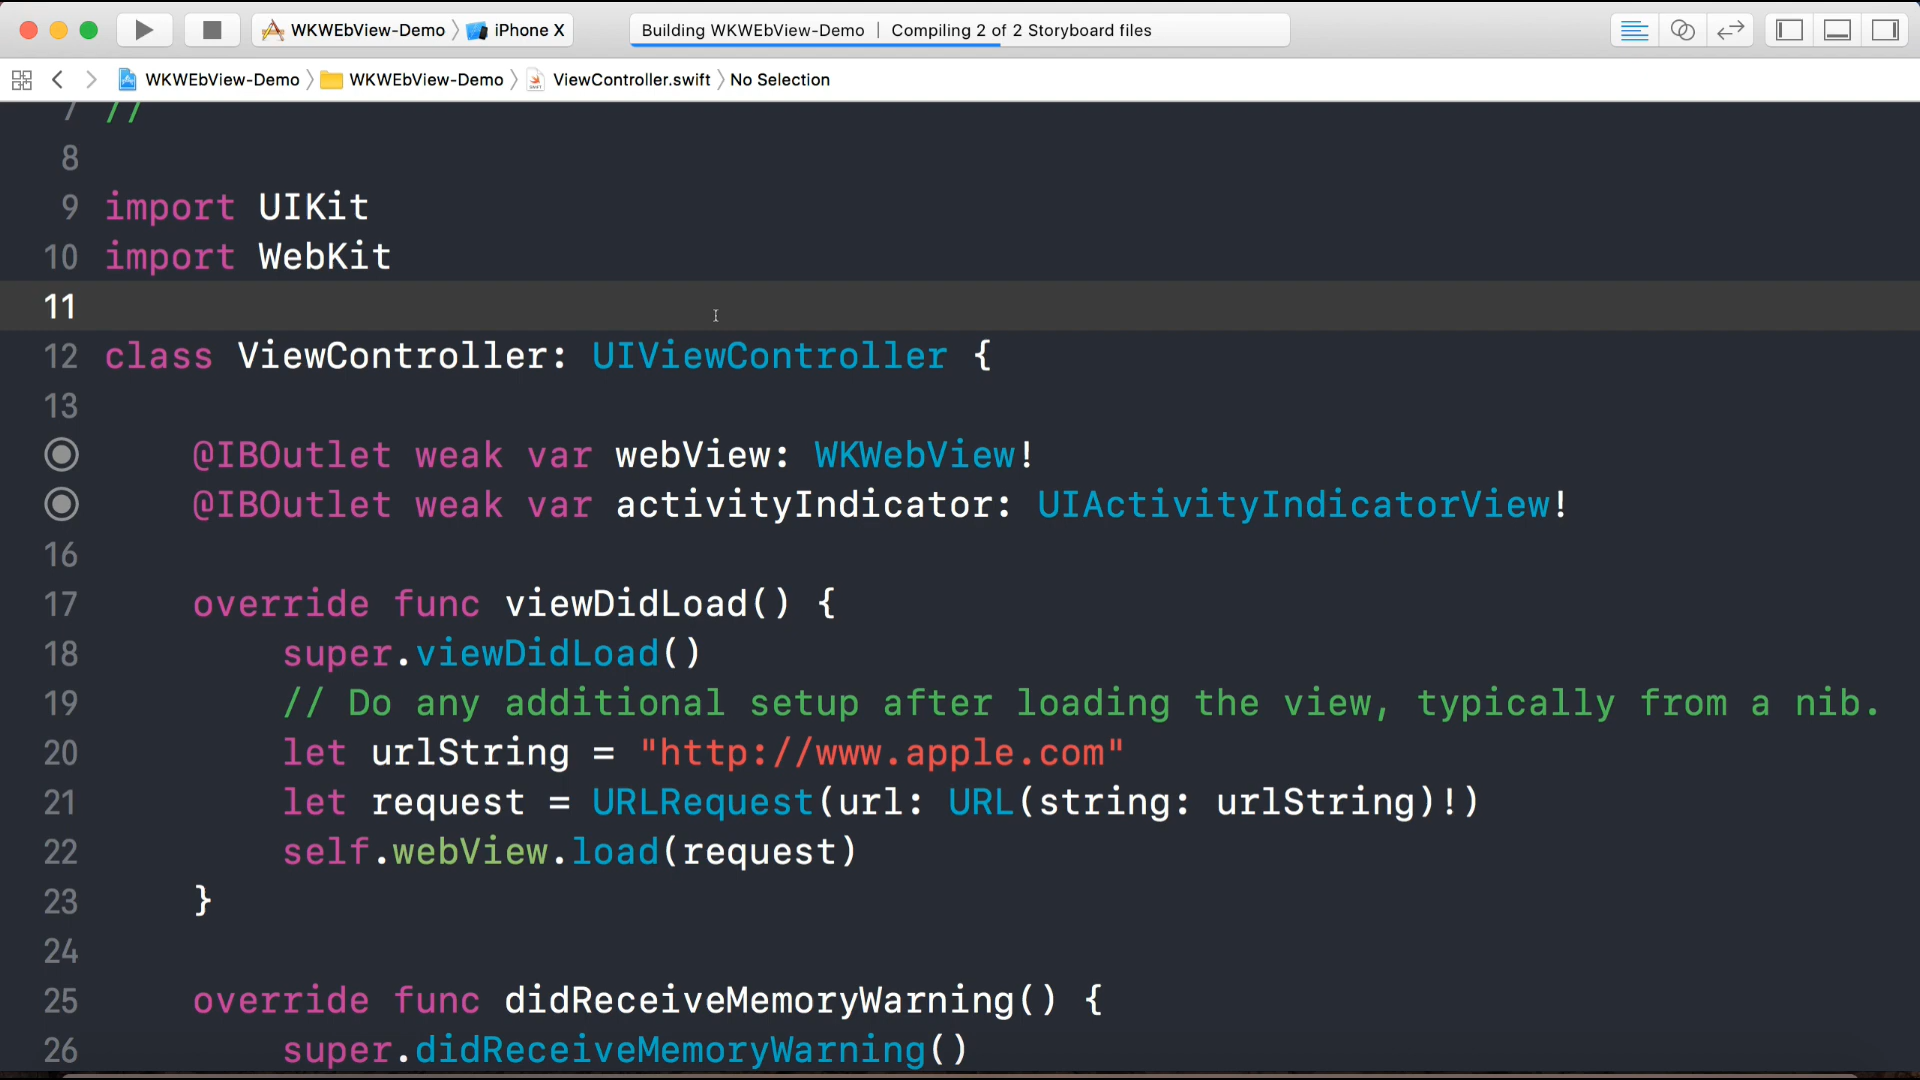 WKWEbView-Demo iPhone X Building WKWEbView-Demo | Compiling 2 of 2 Storyboard files
WKWEbView-Demo WKWEbView-Demo ViewController.swift No Selection
7 //
8
9 import UIKit
10 import WebKit
11
12 class ViewController: UIViewController {
13
@IBOutlet weak var webView: WKWebView!
@IBOutlet weak var activityIndicator: UIActivityIndicatorView!
16
17 override func viewDidLoad() {
18 super.viewDidLoad()
19 // Do any additional setup after loading the view, typically from a nib.
20 let urlString = "http://www.apple.com"
21 let request = URLRequest(url: URL(string: urlString)!)
22 self.webView.load(request)
23 }
24
25 override func didReceiveMemoryWarning() {
26 super.didReceiveMemoryWarning()